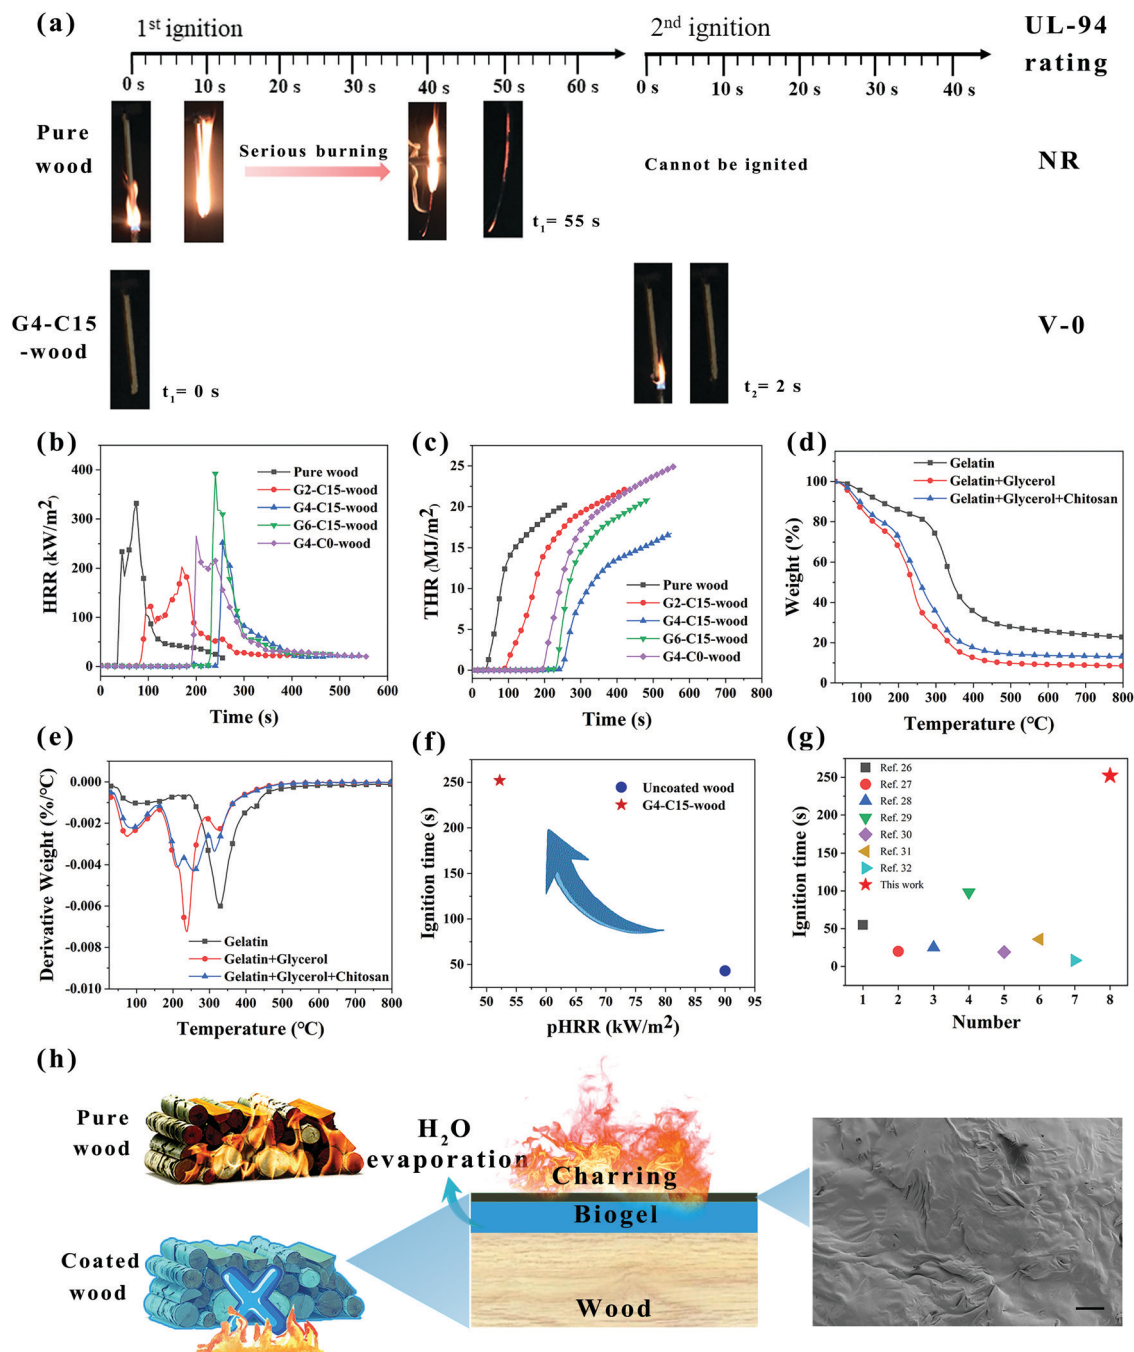 (a)
1st ignition
2nd ignition
UL-94
rating
0 s 10 s 20 s 30 s 40 s 50 s 60 s
0 s 10 s 20 s 30 s 40 s
Pure
wood
Serious burning
t1= 55 s
Cannot be ignited
NR
G4-C15
-wood
t1= 0 s
t2= 2 s
V-0
(b)
HRR (kW/m2)
400
300
200
100
0
0 100 200 300 400 500 600
Time (s)
Pure wood
G2-C15-wood
G4-C15-wood
G6-C15-wood
G4-C0-wood
(c)
THR (MJ/m2)
25
20
15
10
5
0
0 100 200 300 400 500 600 700 800
Time (s)
Pure wood
G2-C15-wood
G4-C15-wood
G6-C15-wood
G4-C0-wood
(d)
Weight (%)
100
80
60
40
20
0
100 200 300 400 500 600 700 800
Temperature (℃)
Gelatin
Gelatin+Glycerol
Gelatin+Glycerol+Chitosan
(e)
Derivative Weight (%/℃)
0.000
-0.002
-0.004
-0.006
-0.008
-0.010
100 200 300 400 500 600 700 800
Temperature (℃)
Gelatin
Gelatin+Glycerol
Gelatin+Glycerol+Chitosan
(f)
Ignition time (s)
250
200
150
100
50
50 55 60 65 70 75 80 85 90 95
pHRR (kW/m2)
Uncoated wood
G4-C15-wood
(g)
Ignition time (s)
250
200
150
100
50
0
1 2 3 4 5 6 7 8
Number
Ref. 26
Ref. 27
Ref. 28
Ref. 29
Ref. 30
Ref. 31
Ref. 32
This work
(h)
Pure
wood
H2O
evaporation
Charring
Biogel
Wood
Coated
wood